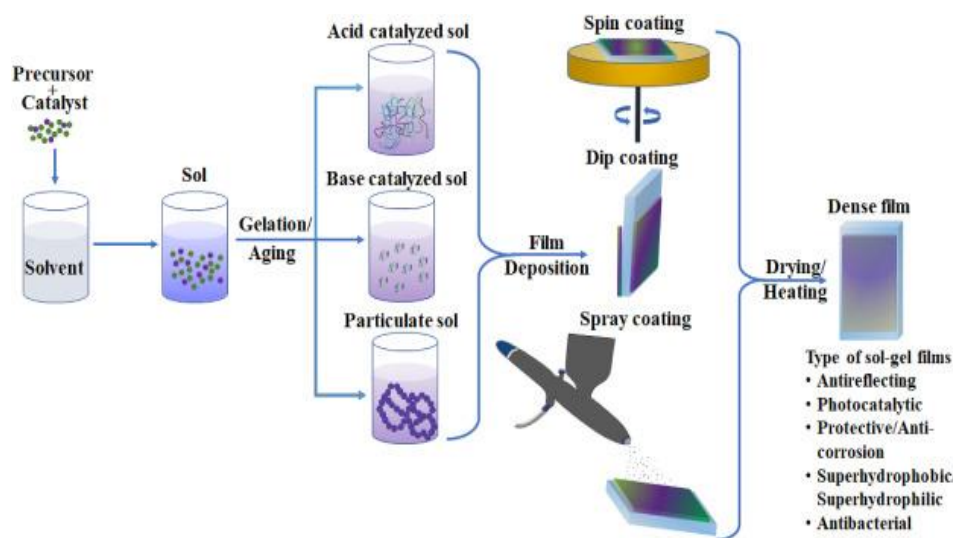 Precursor
+
Catalyst
Solvent
Sol
Gelation/
Aging
Acid catalyzed sol
Base catalyzed sol
Particulate sol
Film
Deposition
Spin coating
Dip coating
Spray coating
Drying/
Heating
Dense film
Type of sol-gel films
• Antireflecting
• Photocatalytic
• Protective/Anti-
corrosion
• Superhydrophobic/
Superhydrophilic
• Antibacterial